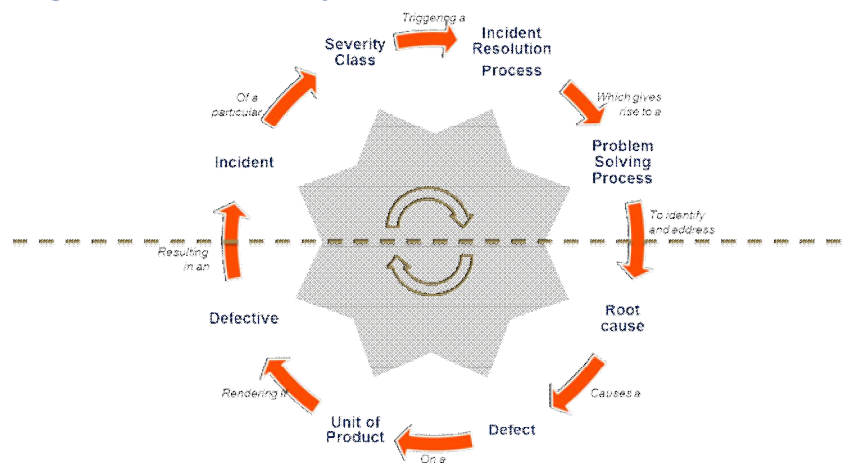 Triggering a
Severity
Class
Incident
Resolution
Process
Of a
particular
Which gives
rise to a
Incident
Problem
Solving
Process
To identify
and address
Resulting
in an
Defective
Root
cause
Rendering it
Causes a
Unit of
Product
Defect
On a